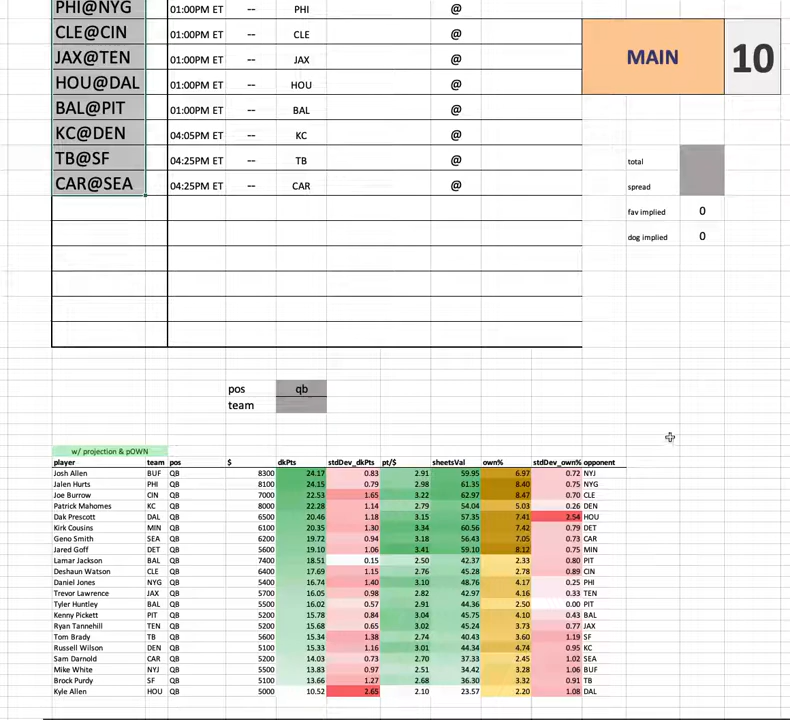 PHI@NYG 01:00PM ET -- PHI @
CLE@CIN 01:00PM ET -- CLE @
JAX@TEN 01:00PM ET -- JAX @
MAIN 10
HOU@DAL 01:00PM ET -- HOU @
BAL@PIT 01:00PM ET -- BAL @
KC@DEN 04:05PM ET -- KC @
TB@SF 04:25PM ET -- TB @
total
CAR@SEA 04:25PM ET -- CAR @
spread
fav implied 0
dog implied 0
pos qb
team
w/ projection & pOWN
player team pos $ dkPts stdDev_dkPts pt/$ sheetsVal own% stdDev_own% opponent
Josh Allen BUF QB 8300 24.17 0.83 2.91 59.95 6.97 0.72 NYJ
Jalen Hurts PHI QB 8100 24.15 0.79 2.98 61.35 8.40 0.75 NYG
Joe Burrow CIN QB 7000 22.53 1.65 3.22 62.97 8.47 0.70 CLE
Patrick Mahomes KC QB 8000 22.28 1.14 2.79 54.04 5.03 0.26 DEN
Dak Prescott DAL QB 6500 20.46 1.18 3.15 57.35 7.41 2.54 HOU
Kirk Cousins MIN QB 6100 20.35 1.30 3.34 60.56 7.42 0.79 DET
Geno Smith SEA QB 6200 19.72 0.94 3.18 56.43 7.05 0.73 CAR
Jared Goff DET QB 5600 19.10 1.06 3.41 59.10 8.12 0.75 MIN
Lamar Jackson BAL QB 7400 18.51 0.15 2.50 42.37 2.33 0.80 PIT
Deshaun Watson CLE QB 6400 17.69 1.15 2.76 45.28 2.78 0.89 CIN
Daniel Jones NYG QB 5400 16.74 1.40 3.10 48.76 4.17 0.25 PHI
Trevor Lawrence JAX QB 5700 16.05 0.98 2.82 42.97 4.16 0.33 TEN
Tyler Huntley BAL QB 5500 16.02 0.57 2.91 44.36 2.50 0.00 PIT
Kenny Pickett PIT QB 5200 15.78 0.84 3.04 45.75 4.10 0.43 BAL
Ryan Tannehill TEN QB 5200 15.68 0.65 3.02 45.24 3.73 0.77 JAX
Tom Brady TB QB 5600 15.34 1.38 2.74 40.43 3.60 1.19 SF
Russell Wilson DEN QB 5100 15.33 1.16 3.01 44.34 4.74 0.95 KC
Sam Darnold CAR QB 5200 14.03 0.73 2.70 37.33 2.45 1.02 SEA
Mike White NYJ QB 5500 13.83 0.97 2.51 34.42 3.28 1.06 BUF
Brock Purdy SF QB 5100 13.66 1.27 2.68 36.30 3.32 0.91 TB
Kyle Allen HOU QB 5000 10.52 2.65 2.10 23.57 2.20 1.08 DAL